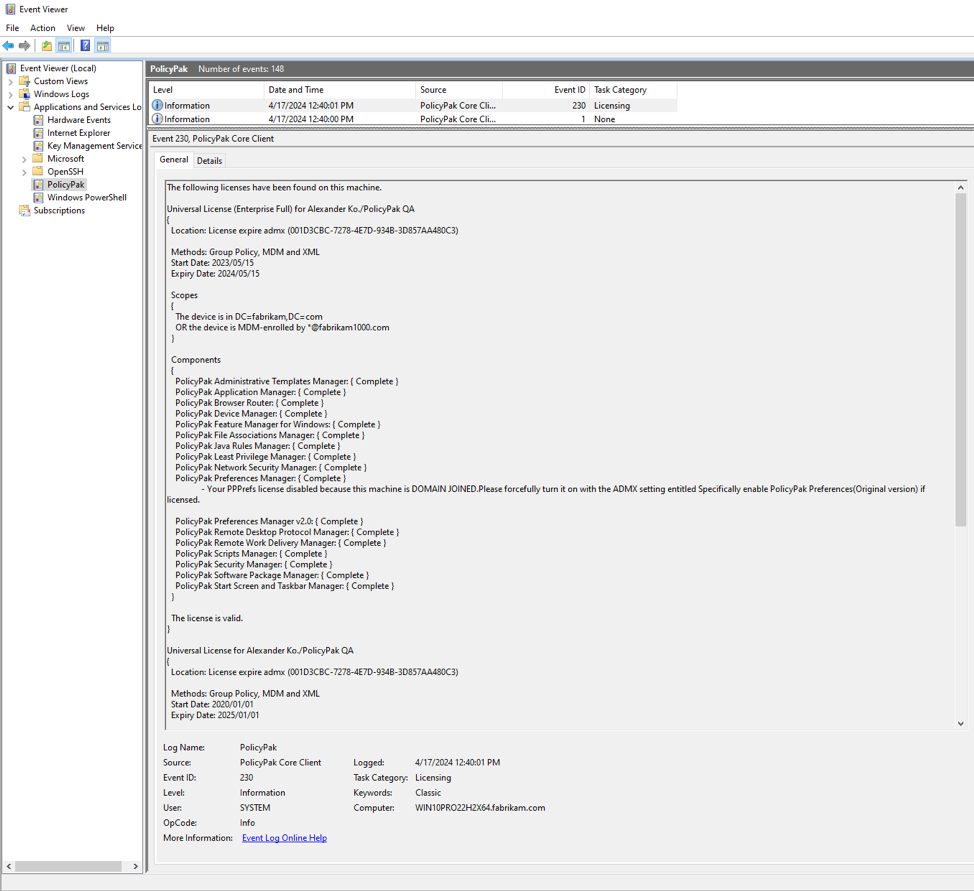 Event Viewer
File Action View Help
Event Viewer (Local)
Custom Views
Windows Logs
Applications and Services Lo
Hardware Events
Internet Explorer
Key Management Service
Microsoft
OpenSSH
PolicyPak
Windows PowerShell
Subscriptions
PolicyPak Number of events: 148
Level Date and Time Source Event ID Task Category
Information 4/17/2024 12:40:01 PM PolicyPak Core Cli... 230 Licensing
Information 4/17/2024 12:40:00 PM PolicyPak Core Cli... 1 None
Event 230, PolicyPak Core Client
General Details
The following licenses have been found on this machine.
Universal License (Enterprise Full) for Alexander Ko./PolicyPak QA
{
Location: License expire admx (001D3CBC-7278-4E7D-934B-3D857AA480C3)
Methods: Group Policy, MDM and XML
Start Date: 2023/05/15
Expiry Date: 2024/05/15
Scopes
{
The device is in DC=fabrikam,DC=com
OR the device is MDM-enrolled by *@fabrikam1000.com
}
Components
{
PolicyPak Administrative Templates Manager: { Complete }
PolicyPak Application Manager: { Complete }
PolicyPak Browser Router: { Complete }
PolicyPak Device Manager: { Complete }
PolicyPak Feature Manager for Windows: { Complete }
PolicyPak File Associations Manager: { Complete }
PolicyPak Java Rules Manager: { Complete }
PolicyPak Least Privilege Manager: { Complete }
PolicyPak Network Security Manager: { Complete }
PolicyPak Preferences Manager: { Complete }
- Your PPPrefs license disabled because this machine is DOMAIN JOINED.Please forcefully turn it on with the ADMX setting entitled Specifically enable PolicyPak Preferences(Original version) if
licensed.
PolicyPak Preferences Manager v2.0: { Complete }
PolicyPak Remote Desktop Protocol Manager: { Complete }
PolicyPak Remote Work Delivery Manager: { Complete }
PolicyPak Scripts Manager: { Complete }
PolicyPak Security Manager: { Complete }
PolicyPak Software Package Manager: { Complete }
PolicyPak Start Screen and Taskbar Manager: { Complete }
}
The license is valid.
}
Universal License for Alexander Ko./PolicyPak QA
{
Location: License expire admx (001D3CBC-7278-4E7D-934B-3D857AA480C3)
Methods: Group Policy, MDM and XML
Start Date: 2020/01/01
Expiry Date: 2025/01/01
Log Name: PolicyPak
Source: PolicyPak Core Client Logged: 4/17/2024 12:40:01 PM
Event ID: 230 Task Category: Licensing
Level: Information Keywords: Classic
User: SYSTEM Computer: WIN10PRO22H2X64.fabrikam.com
OpCode: Info
More Information: Event Log Online Help